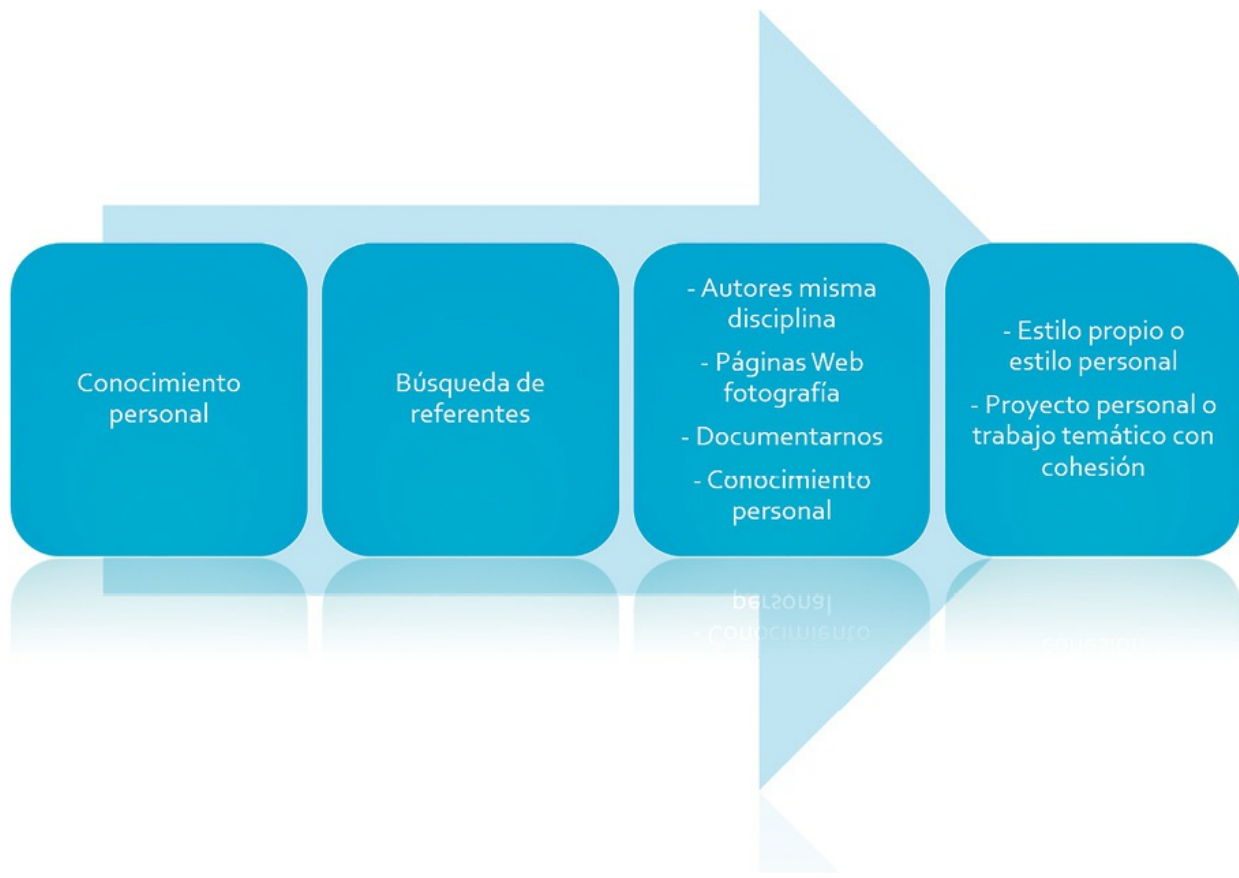 Conocimiento
personal
Búsqueda de
referentes
- Autores misma
disciplina
- Páginas Web
fotografía
- Documentarnos
- Conocimiento
personal
- Estilo propio o
estilo personal
- Proyecto personal o
trabajo temático con
cohesión